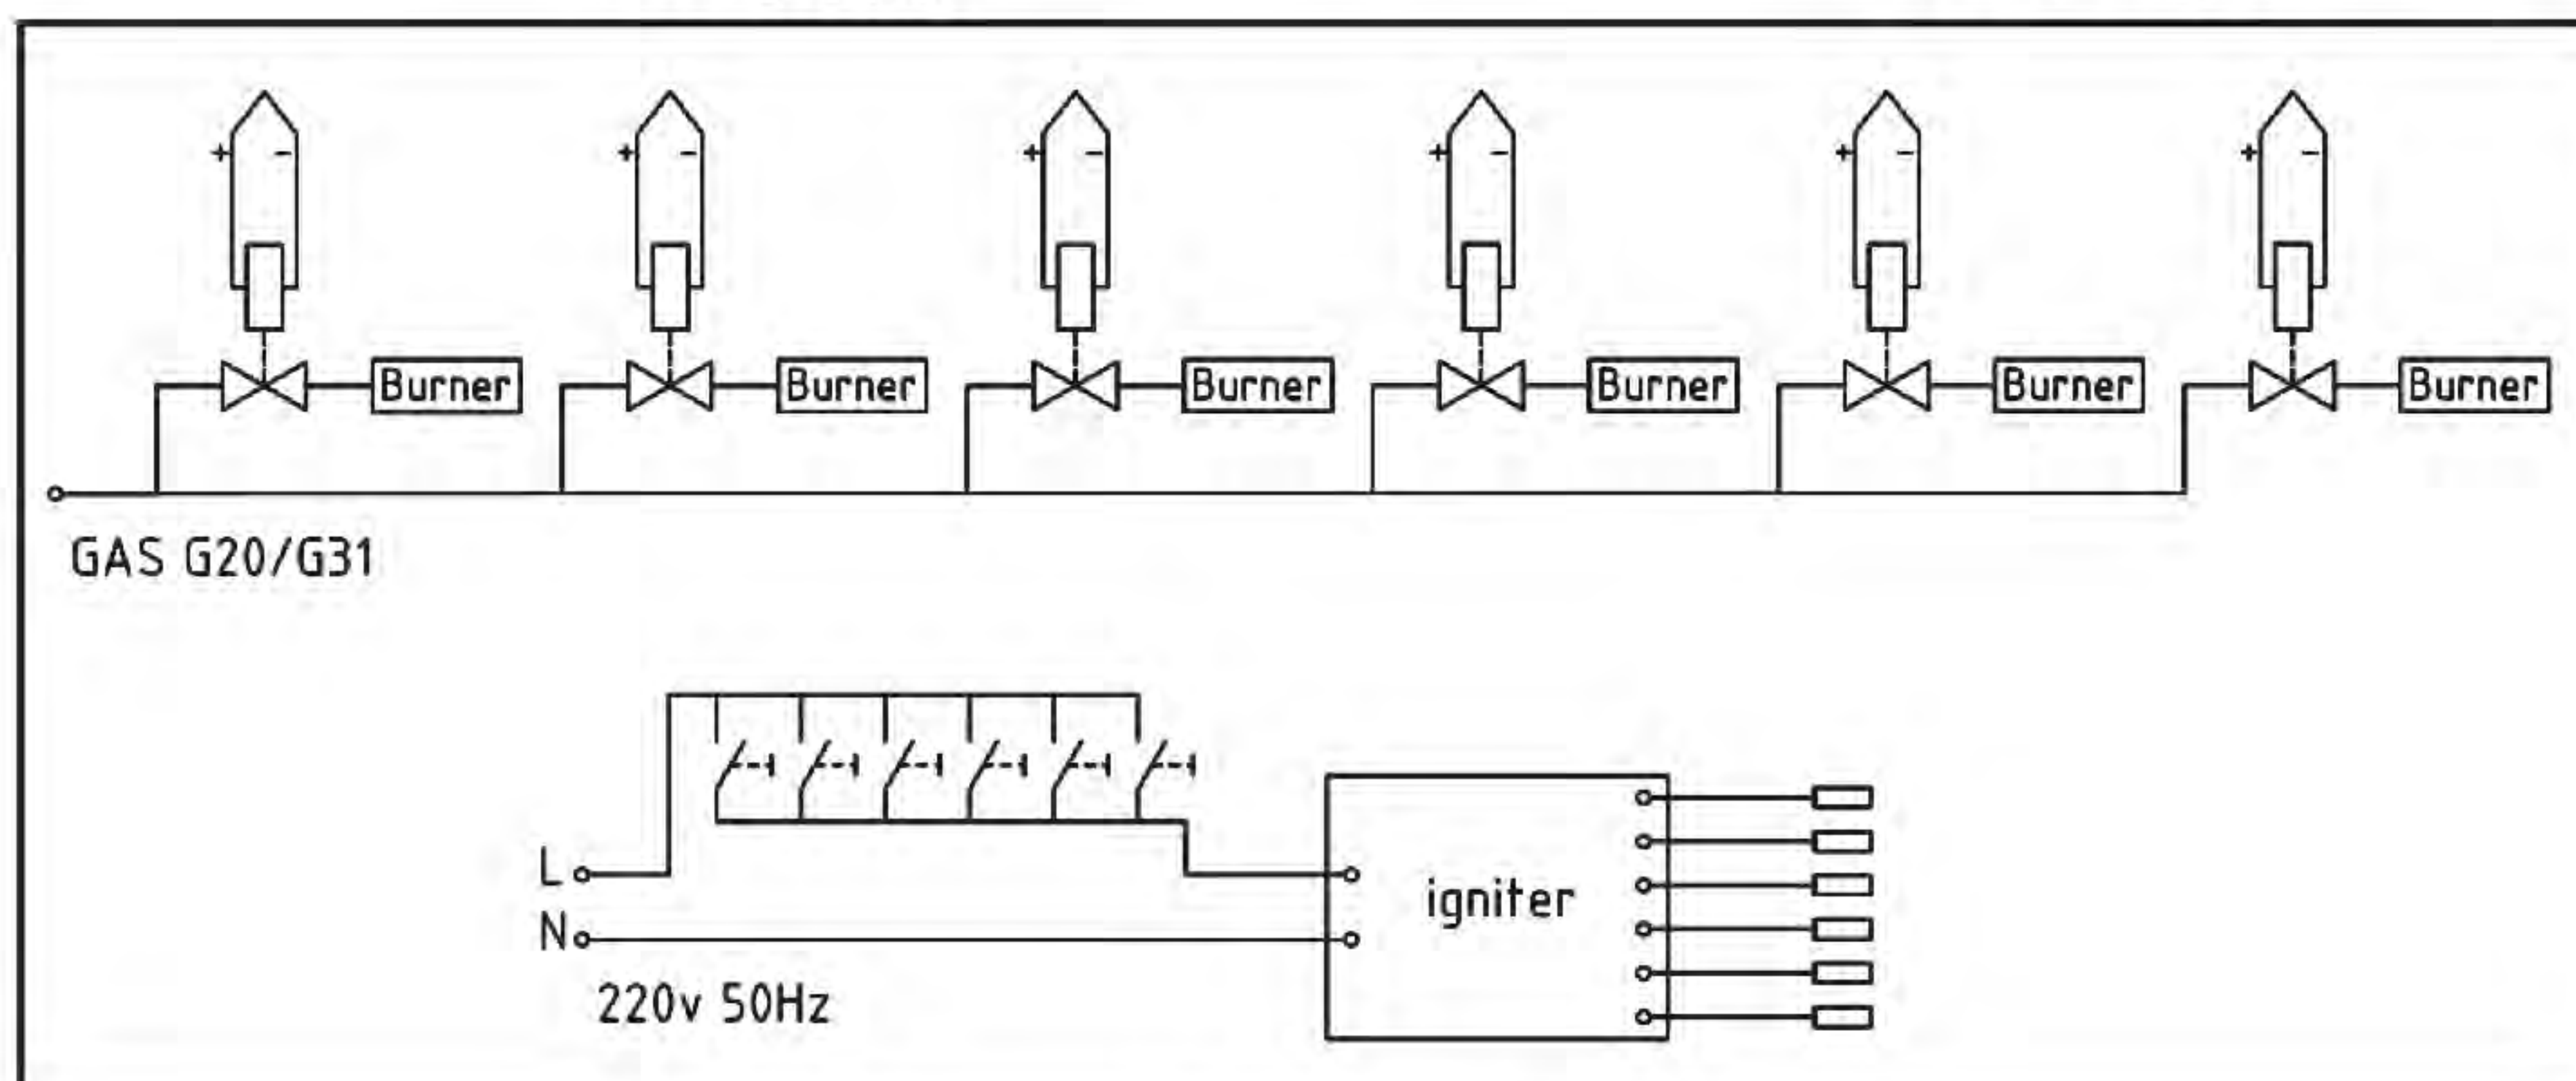 + - + - + - + - + - + -
Burner Burner Burner Burner Burner Burner
GAS G20/G31
L
igniter
N
220v 50Hz